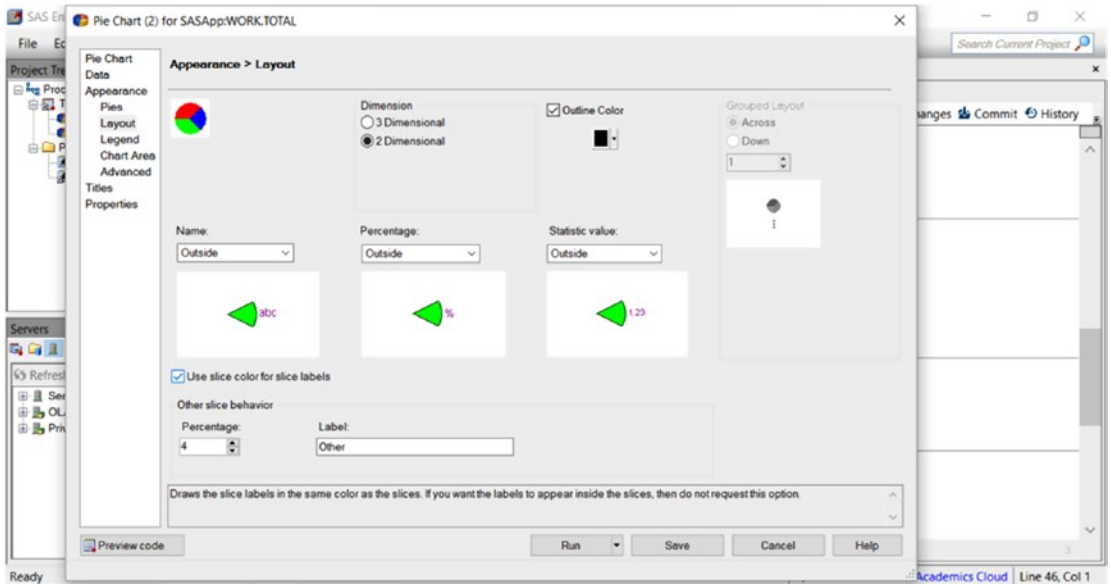 SAS En
Pie Chart (2) for SASApp:WORK.TOTAL
File Ec
Search Current Project
Project Tre
Proc
T
P
Pie Chart
Data
Appearance
Pies
Layout
Legend
Chart Area
Advanced
Titles
Properties
Appearance > Layout
Dimension
3 Dimensional
2 Dimensional
Outline Color
Grouped Layout
Across
Down
1
anges Commit History
Name:
Outside
abc
Percentage:
Outside
%
Statistic value:
Outside
1.23
Use slice color for slice labels
Other slice behavior
Percentage: Label:
4 Other
Draws the slice labels in the same color as the slices. If you want the labels to appear inside the slices, then do not request this option.
Preview code Run Save Cancel Help
Servers
Refres
Ser
OL
Priv
Ready
Academics Cloud Line 46, Col 1